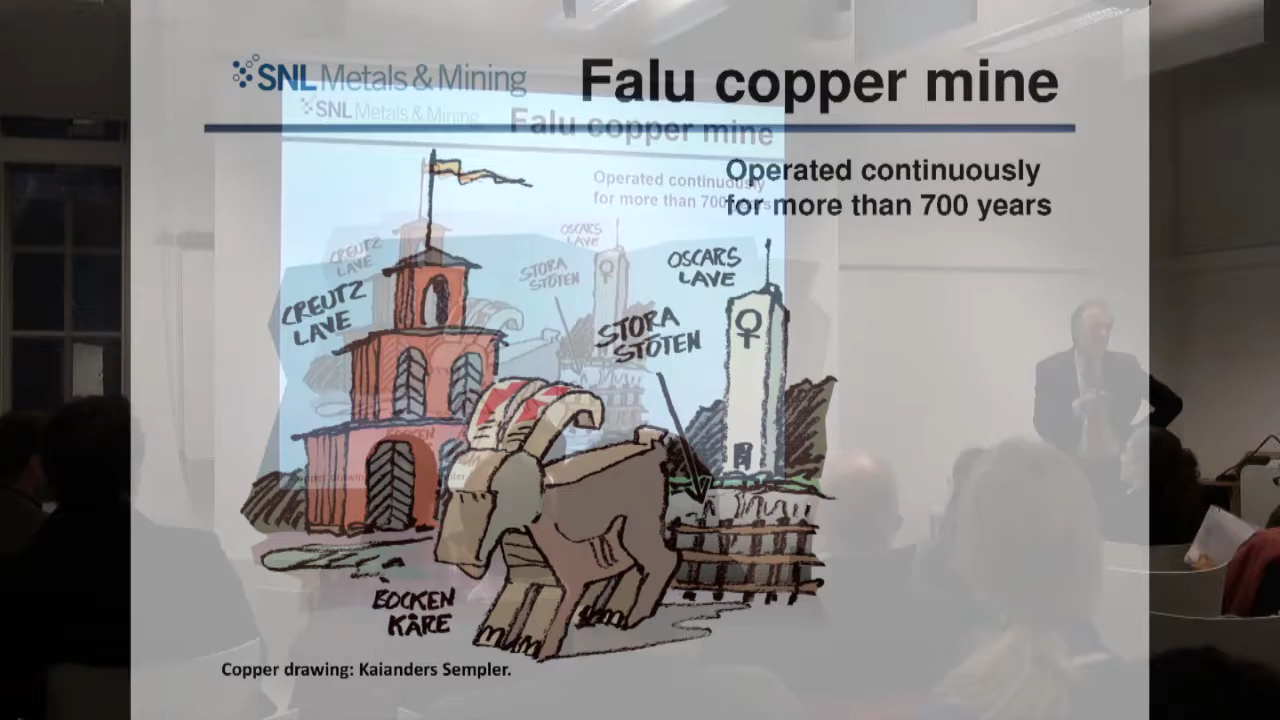 SNL Metals & Mining
Falu copper mine
SNL Metals & Mining
Falu copper mine
Operated continuously
for more than 700 years
Operated continuously
for more than 700 years
OSCARS
LAVE
CREUTZ
LAVE
STORA
STÖTEN
OSCARS
LAVE
CREUTZ
LAVE
STORA
STÖTEN
BOCKEN
KÅRE
Copper drawing: Kaianders Sempler.